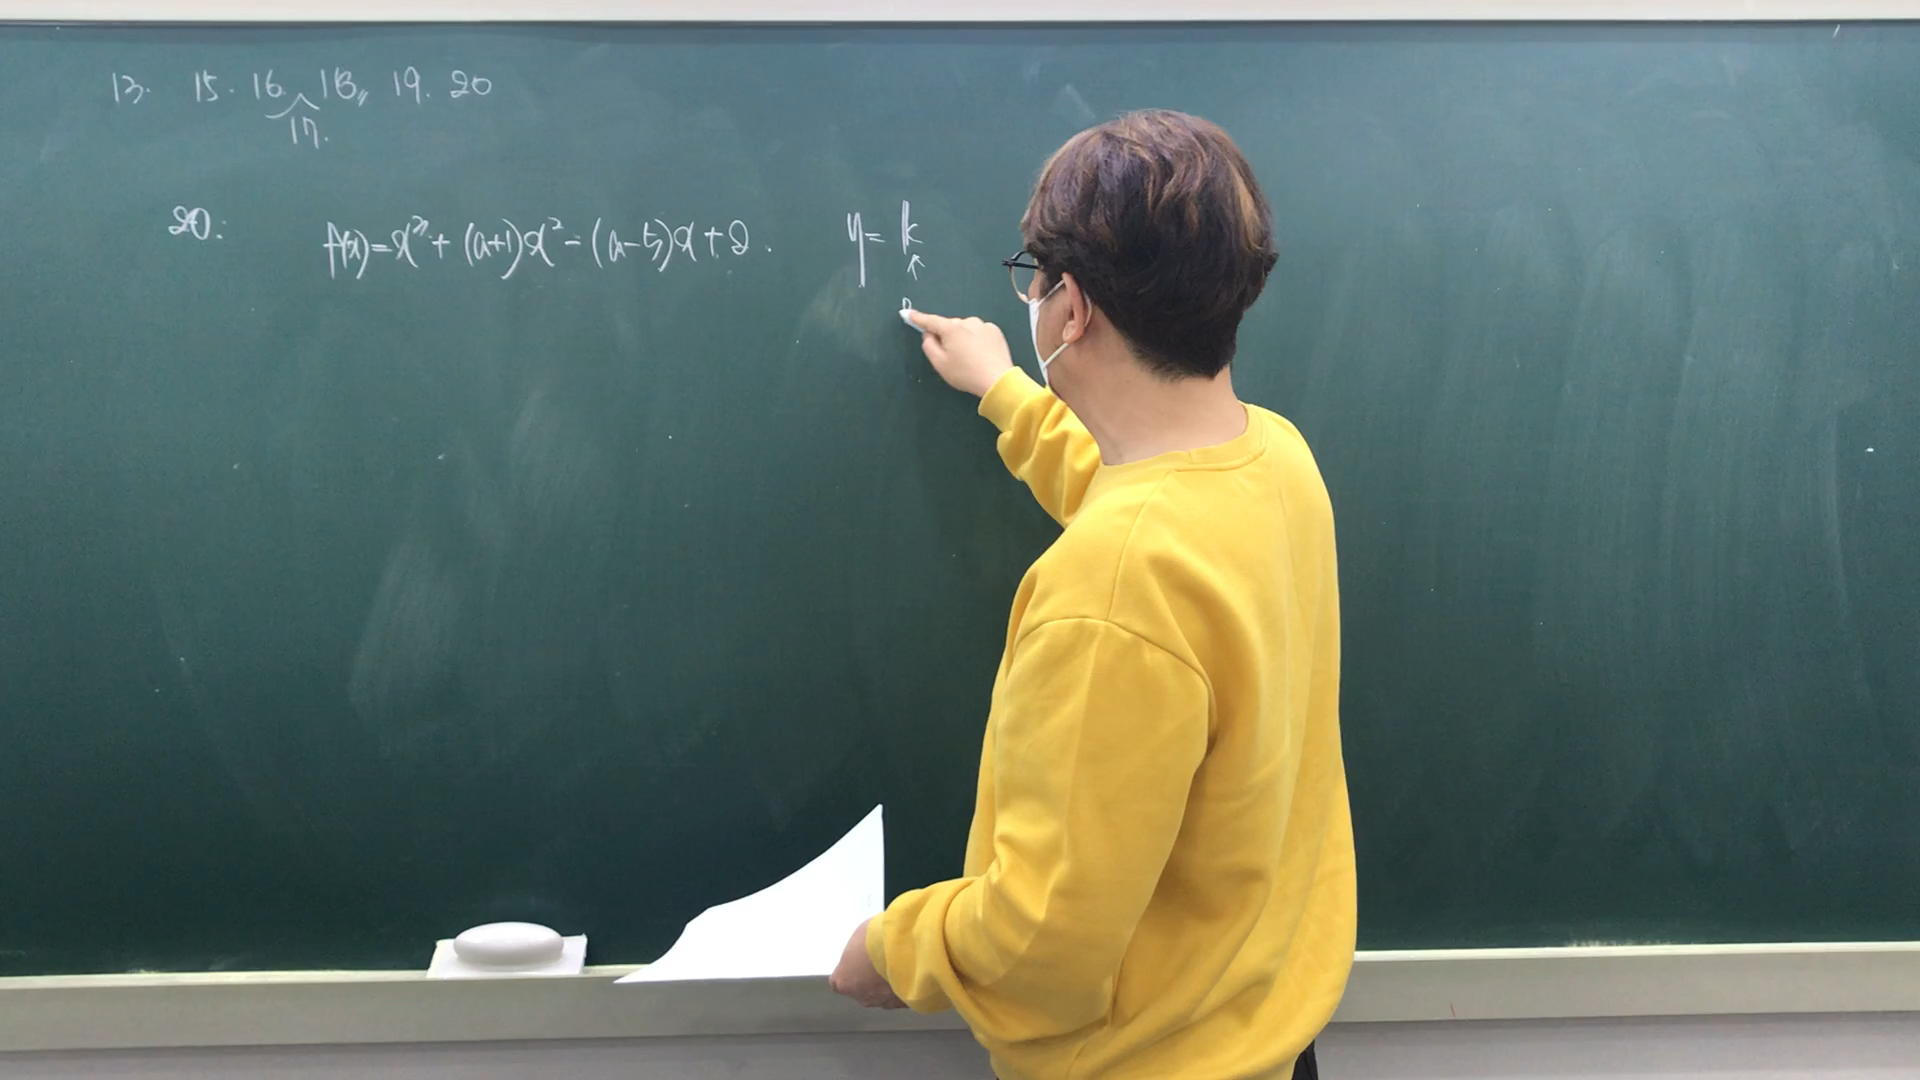 13. 15. 16. 18, 19. 20
17.
20. f(x)=x³+(a+1)x²-(a-5)x+2. y=k
↑